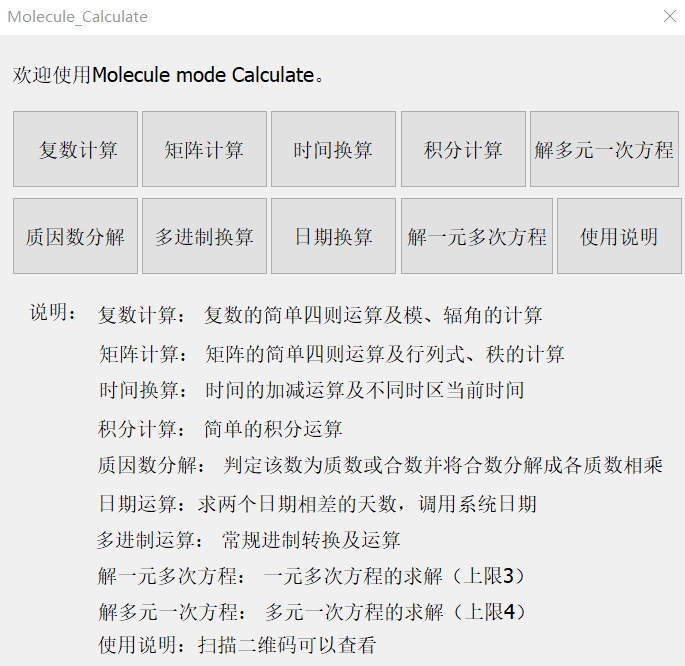 Molecule_Calculate
欢迎使用Molecule mode Calculate。
复数计算 矩阵计算 时间换算 积分计算 解多元一次方程
质因数分解 多进制换算 日期换算 解一元多次方程 使用说明
说明： 复数计算： 复数的简单四则运算及模、辐角的计算
矩阵计算： 矩阵的简单四则运算及行列式、秩的计算
时间换算： 时间的加减运算及不同时区当前时间
积分计算： 简单的积分运算
质因数分解： 判定该数为质数或合数并将合数分解成各质数相乘
日期运算：求两个日期相差的天数，调用系统日期
多进制运算： 常规进制转换及运算
解一元多次方程： 一元多次方程的求解（上限3）
解多元一次方程： 多元一次方程的求解（上限4）
使用说明：扫描二维码可以查看